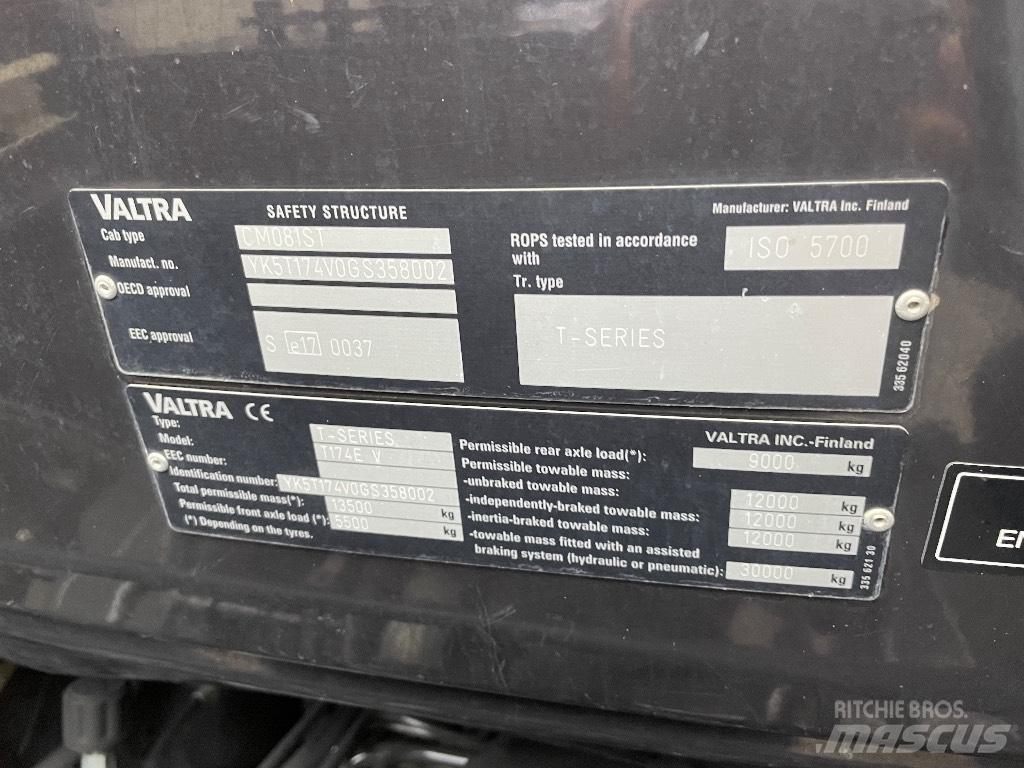 VALTRA SAFETY STRUCTURE Manufacturer: VALTRA Inc. Finland
Cab type CM081ST A
Manufact. no. YK5T174V0GS358002
OECD approval
EEC approval S e17 0037
ROPS tested in accordance with ISO 5700
Tr. type
T-SERIES
335 62040
VALTRA CE
Type: T-SERIES
Model: T174E V
EEC number:
Identification number: YK5T174V0GS358002
Total permissible mass(*): 13500 kg
Permissible front axle load (*): 5500 kg
(*) Depending on the tyres.
VALTRA INC.-Finland
Permissible rear axle load(*): 9000 kg
Permissible towable mass:
-unbraked towable mass: 12000 kg
-independently-braked towable mass: 12000 kg
-inertia-braked towable mass: 12000 kg
-towable mass fitted with an assisted
braking system (hydraulic or pneumatic): 30000 kg
335 621 30
RITCHIE BROS.
MASCUS